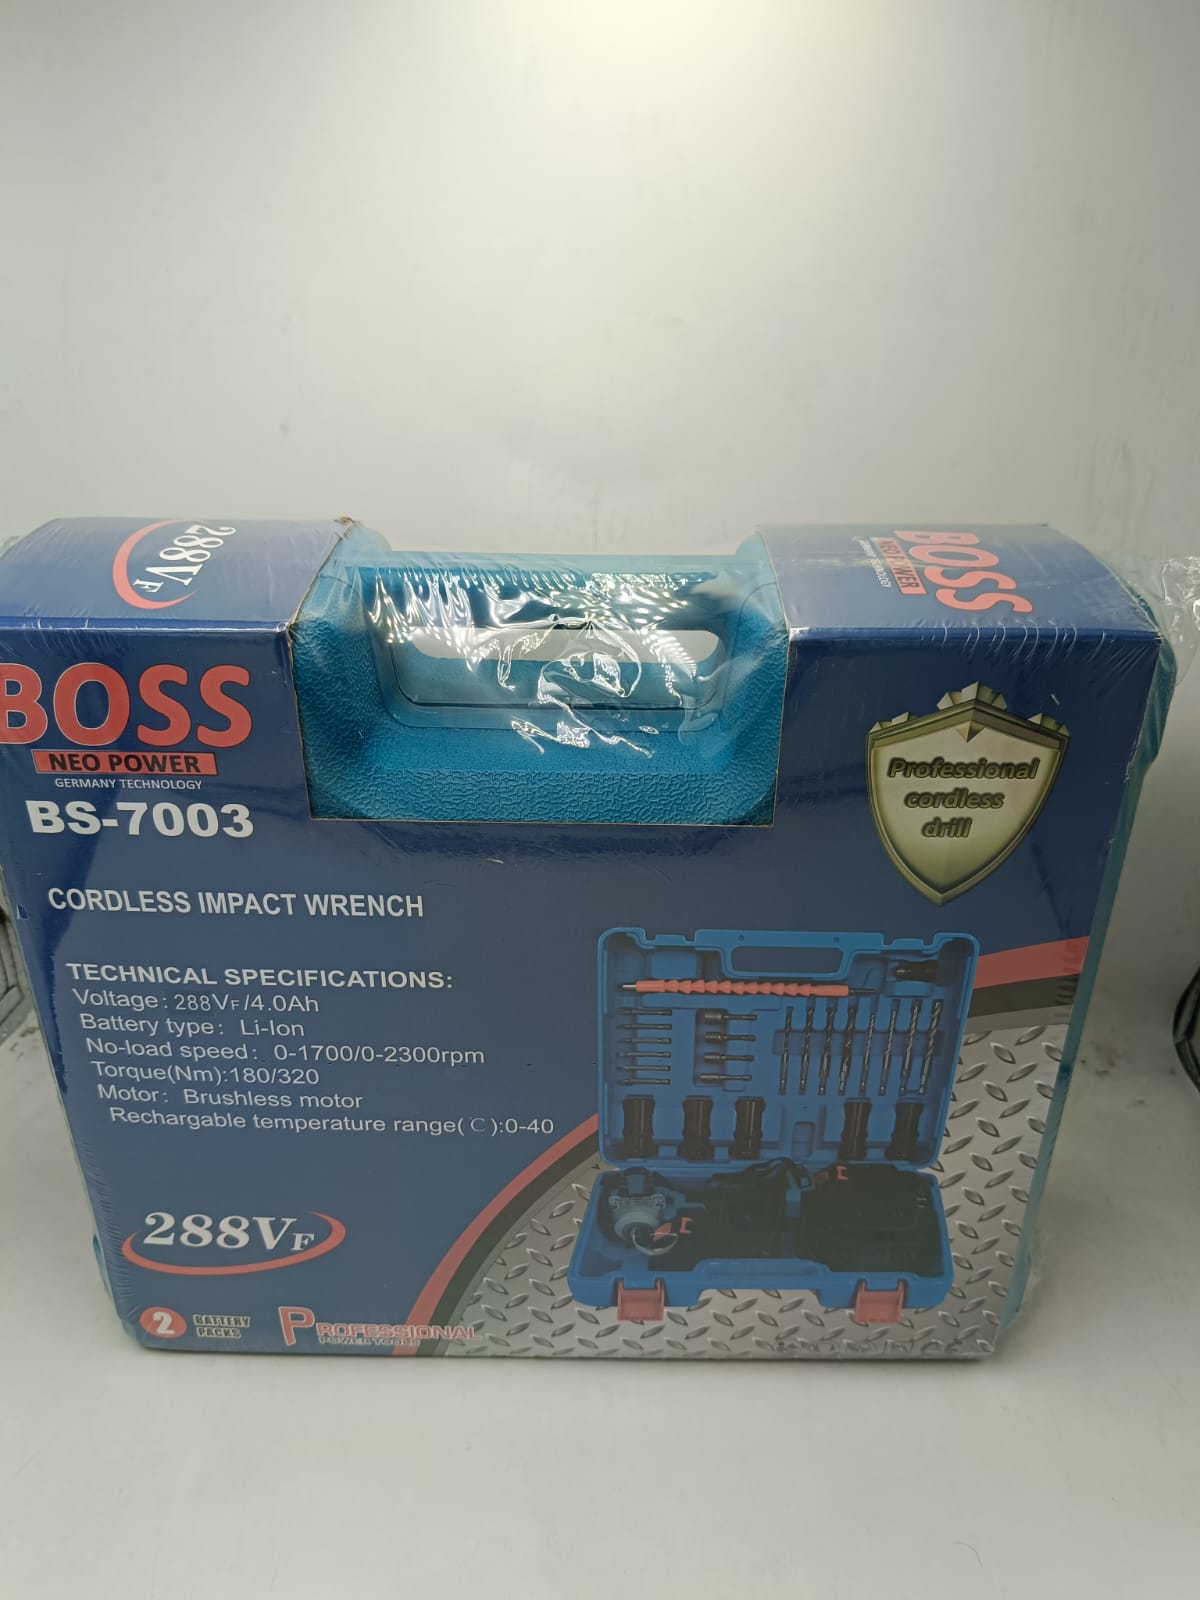 288VF
BOSS
NEO POWER
BOSS
NEO POWER
GERMANY TECHNOLOGY
BS-7003
Professional
cordless
drill
CORDLESS IMPACT WRENCH
TECHNICAL SPECIFICATIONS:
Voltage: 288VF/4.0Ah
Battery type: Li-Ion
No-load speed: 0-1700/0-2300rpm
Torque(Nm):180/320
Motor: Brushless motor
Rechargable temperature range(℃):0-40
288VF
2 BATTERY
PACKS
PROFESSIONAL
POWER TOOLS